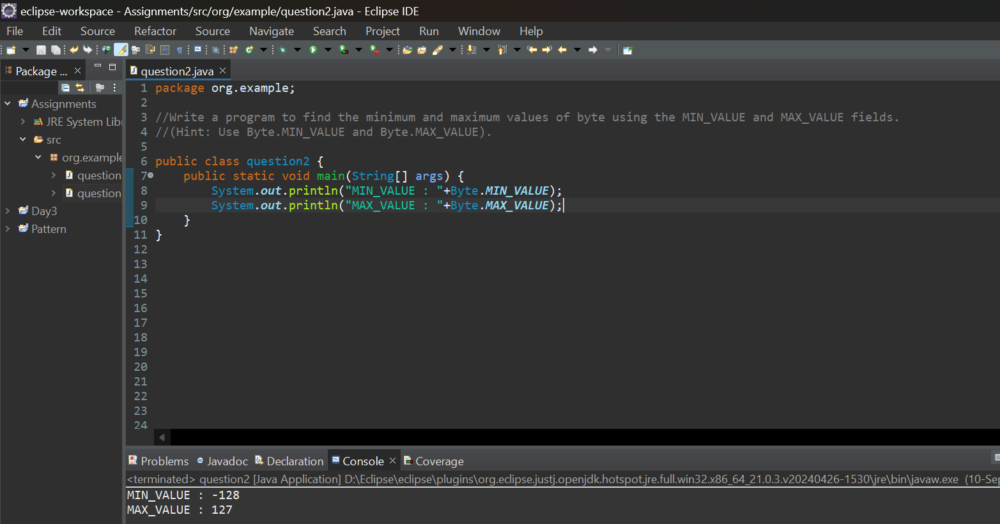 eclipse-workspace - Assignments/src/org/example/question2.java - Eclipse IDE
File Edit Source Refactor Source Navigate Search Project Run Window Help
Package ...
question2.java
Assignments
JRE System Libr
src
org.example
question
question
Day3
Pattern
1 package org.example;
2
3 //Write a program to find the minimum and maximum values of byte using the MIN_VALUE and MAX_VALUE fields.
4 //(Hint: Use Byte.MIN_VALUE and Byte.MAX_VALUE).
5
6 public class question2 {
7 public static void main(String[] args) {
8 System.out.println("MIN_VALUE : "+Byte.MIN_VALUE);
9 System.out.println("MAX_VALUE : "+Byte.MAX_VALUE);
10 }
11 }
12
13
14
15
16
17
18
19
20
21
22
23
24
Problems Javadoc Declaration Console Coverage
<terminated> question2 [Java Application] D:\Eclipse\eclipse\plugins\org.eclipse.justj.openjdk.hotspot.jre.full.win32.x86_64_21.0.3.v20240426-1530\jre\bin\javaw.exe (10-Sep
MIN_VALUE : -128
MAX_VALUE : 127